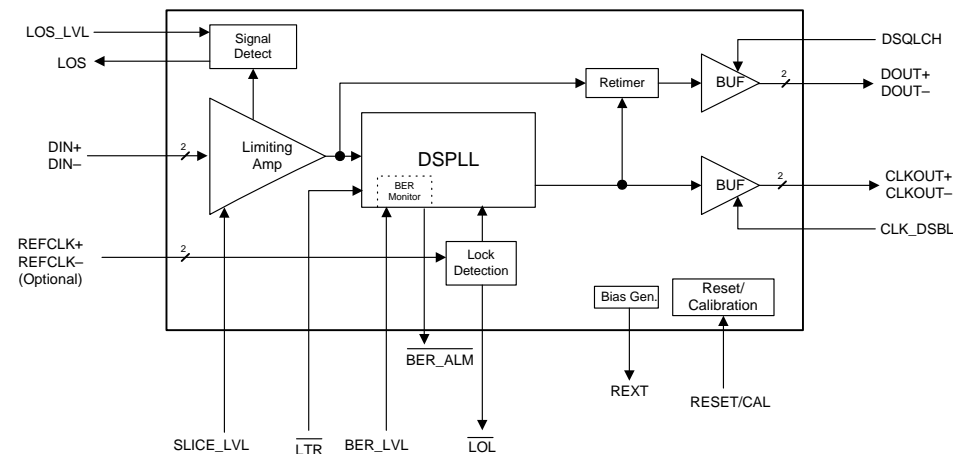 LOS_LVL
LOS
Signal
Detect
DSQLCH
BUF
2
DOUT+
DOUT–
Retimer
DIN+
DIN–
2
Limiting
Amp
DSPLL
BER
Monitor
BUF
2
CLKOUT+
CLKOUT–
CLK_DSBL
REFCLK+
REFCLK–
(Optional)
2
Lock
Detection
Bias Gen.
Reset/
Calibration
BER_ALM
REXT
RESET/CAL
SLICE_LVL
LTR
BER_LVL
LOL